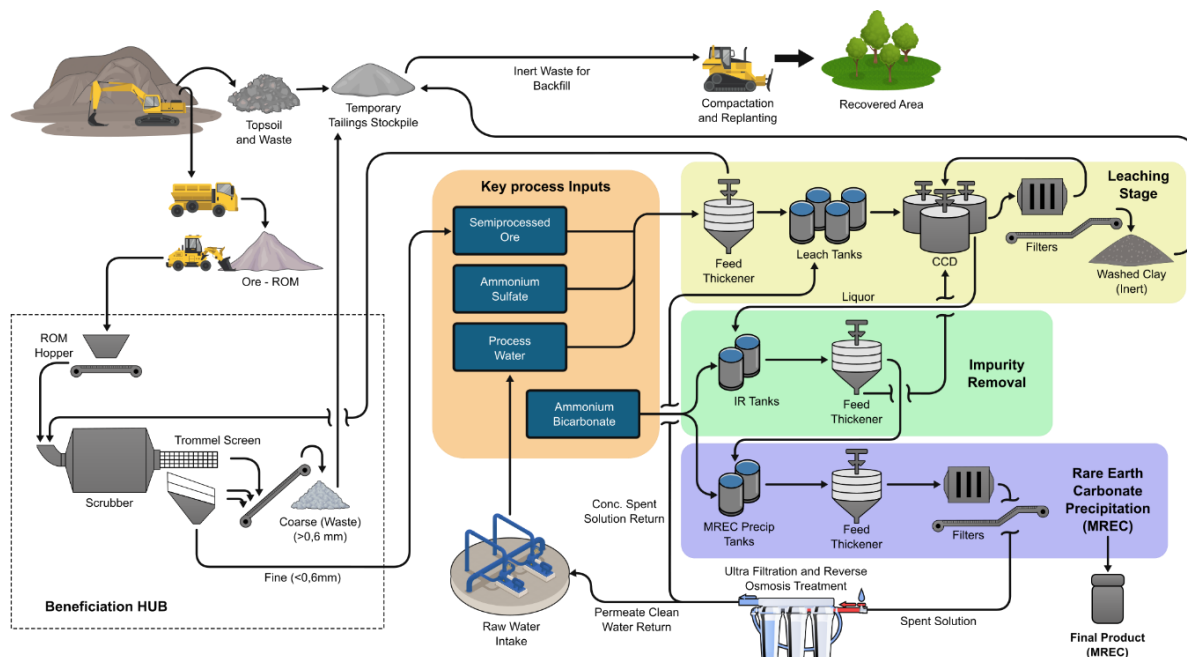 Topsoil
and Waste
Temporary
Tailings Stockpile
Inert Waste for
Backfill
Compactation
and Replanting
Recovered Area
Ore - ROM
ROM
Hopper
Trommel Screen
Scrubber
Coarse (Waste)
(>0,6 mm)
Fine (<0,6mm)
Beneficiation HUB
Key process Inputs
Semiprocessed
Ore
Ammonium
Sulfate
Process
Water
Ammonium
Bicarbonate
Leaching
Stage
Feed
Thickener
Leach Tanks
CCD
Filters
Washed Clay
(Inert)
Liquor
Impurity
Removal
IR Tanks
Feed
Thickener
Rare Earth
Carbonate
Precipitation
(MREC)
MREC Precip
Tanks
Feed
Thickener
Filters
Conc. Spent
Solution Return
Ultra Filtration and Reverse
Osmosis Treatment
Raw Water
Intake
Permeate Clean
Water Return
Spent Solution
Final Product
(MREC)